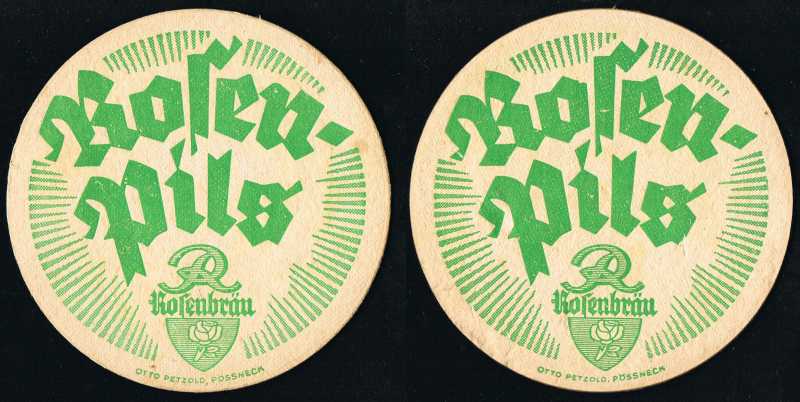 Roſen-
Pils
R
Roſenbräu
OTTO PETZOLD, PÖSSNECK
Roſen-
Pils
R
Roſenbräu
OTTO PETZOLD, PÖSSNECK